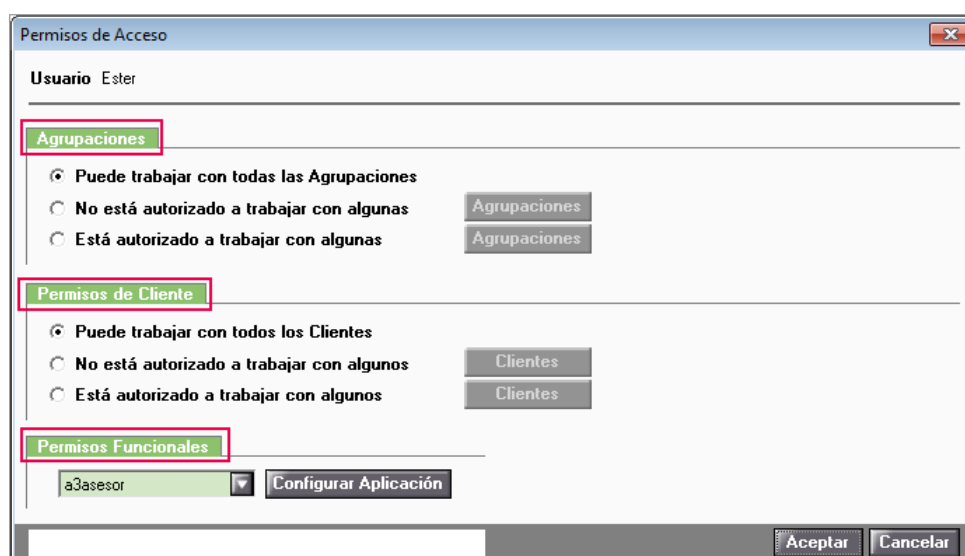 Permisos de Acceso
Usuario Ester
Agrupaciones
Puede trabajar con todas las Agrupaciones
No está autorizado a trabajar con algunas Agrupaciones
Está autorizado a trabajar con algunas Agrupaciones
Permisos de Cliente
Puede trabajar con todos los Clientes
No está autorizado a trabajar con algunos Clientes
Está autorizado a trabajar con algunos Clientes
Permisos Funcionales
a3asesor Configurar Aplicación
Aceptar Cancelar